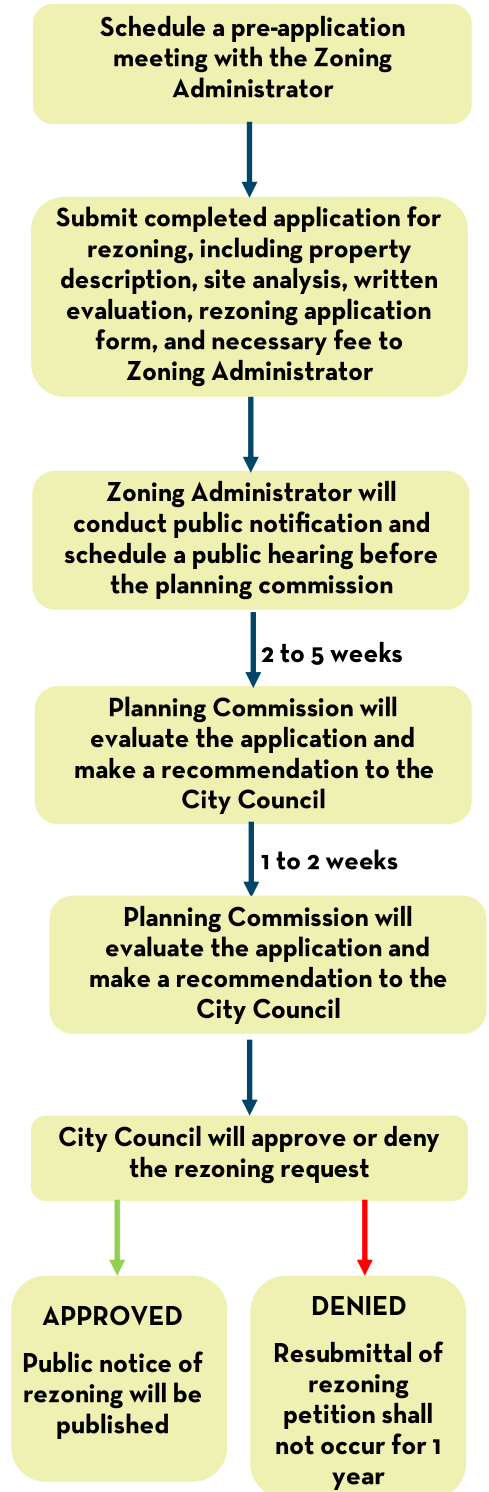 Schedule a pre-application
meeting with the Zoning
Administrator
Submit completed application for
rezoning, including property
description, site analysis, written
evaluation, rezoning application
form, and necessary fee to
Zoning Administrator
Zoning Administrator will
conduct public notification and
schedule a public hearing before
the planning commission
2 to 5 weeks
Planning Commission will
evaluate the application and
make a recommendation to the
City Council
1 to 2 weeks
Planning Commission will
evaluate the application and
make a recommendation to the
City Council
City Council will approve or deny
the rezoning request
APPROVED
Public notice of
rezoning will be
published
DENIED
Resubmittal of
rezoning
petition shall
not occur for 1
year